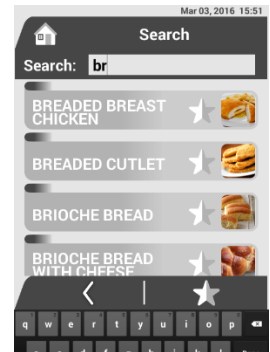 Mar 03, 2016 15:51
Search
Search: br
BREADED BREAST
CHICKEN
BREADED CUTLET
BRIOCHE BREAD
BRIOCHE BREAD
WITH CHEESE
q w e r t y u i o p